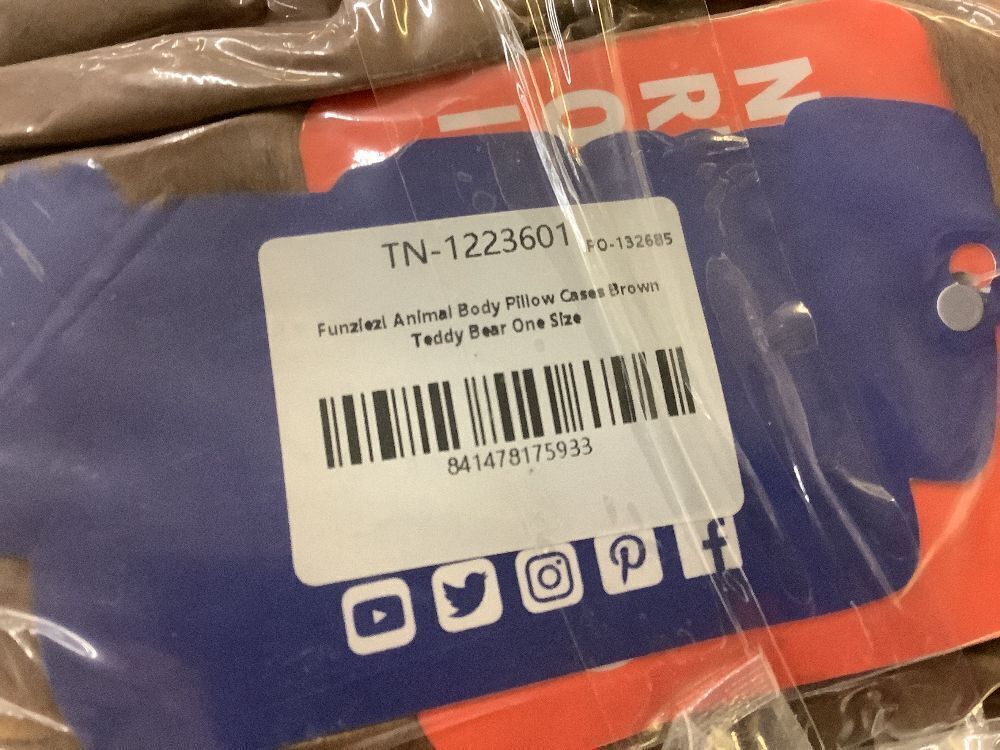 TN-1223601 PO-132685
Funziezi Animal Body Pillow Cases Brown
Teddy Bear One Size
841478175933